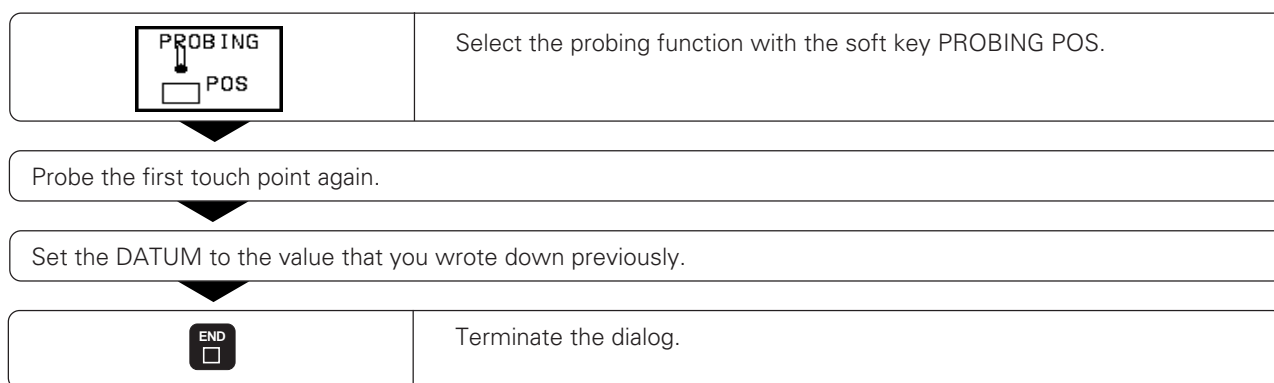 PROBING
POS
Select the probing function with the soft key PROBING POS.
Probe the first touch point again.
Set the DATUM to the value that you wrote down previously.
END
Terminate the dialog.